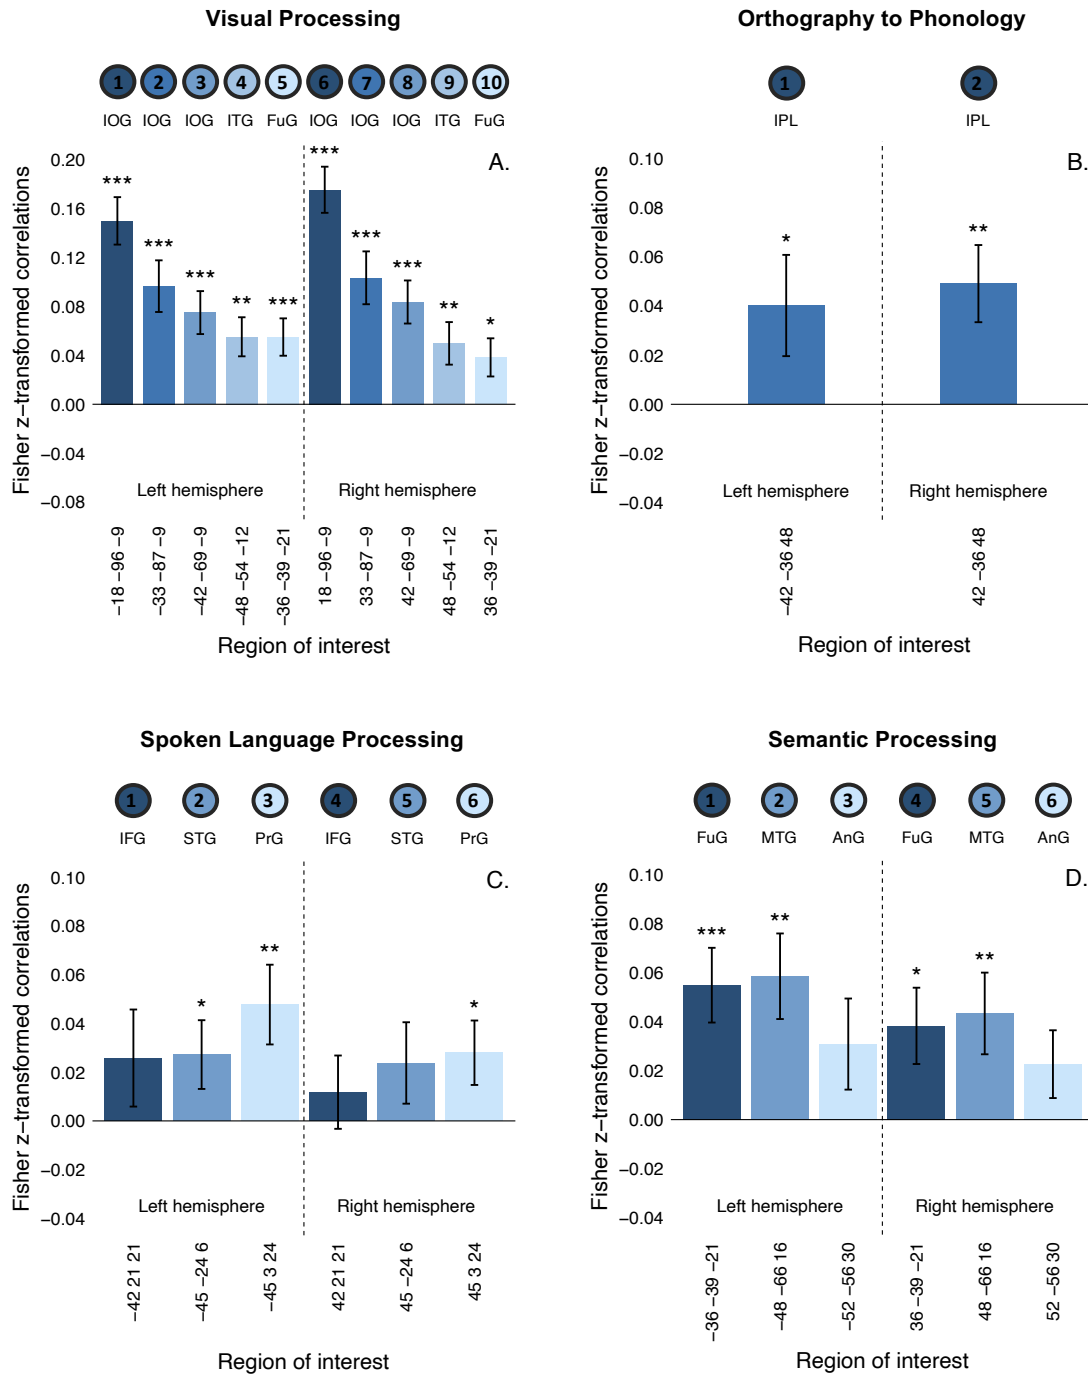 Visual Processing
1 2 3 4 5 6 7 8 9 10
IOG IOG IOG ITG FuG IOG IOG IOG ITG FuG
A.
Fisher z−transformed correlations
0.20
0.16
0.12
0.08
0.04
0.00
−0.04
−0.08
*** *** *** ** *** *** *** *** ** *
Left hemisphere Right hemisphere
−18 −96 −9
−33 −87 −9
−42 −69 −9
−48 −54 −12
−36 −39 −21
18 −96 −9
33 −87 −9
42 −69 −9
48 −54 −12
36 −39 −21
Region of interest
Orthography to Phonology
1 2
IPL IPL
B.
Fisher z−transformed correlations
0.10
0.08
0.06
0.04
0.02
0.00
−0.02
−0.04
* **
Left hemisphere Right hemisphere
−42 −36 48
42 −36 48
Region of interest
Spoken Language Processing
1 2 3 4 5 6
IFG STG PrG IFG STG PrG
C.
Fisher z−transformed correlations
0.10
0.08
0.06
0.04
0.02
0.00
−0.02
−0.04
* ** *
Left hemisphere Right hemisphere
−42 21 21
−45 −24 6
−45 3 24
42 21 21
45 −24 6
45 3 24
Region of interest
Semantic Processing
1 2 3 4 5 6
FuG MTG AnG FuG MTG AnG
D.
Fisher z−transformed correlations
0.10
0.08
0.06
0.04
0.02
0.00
−0.02
−0.04
*** ** * **
Left hemisphere Right hemisphere
−36 −39 −21
−48 −66 16
−52 −56 30
36 −39 −21
48 −66 16
52 −56 30
Region of interest